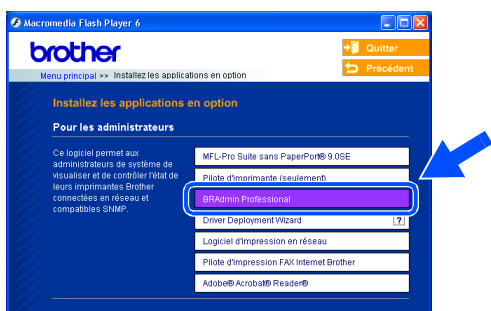 Macromedia Flash Player 6
brother
Quitter
Précédent
Menu principal >> Installez les applications en option
Installez les applications en option
Pour les administrateurs
Ce logiciel permet aux
administrateurs de système de
visualiser et de contrôler l'état de
leurs imprimantes Brother
connectées en réseau et
compatibles SNMP.
MFL-Pro Suite sans PaperPort® 9.0SE
Pilote d'imprimante (seulement)
BRAdmin Professional
Driver Deployment Wizard ?
Logiciel d'impression en réseau
Pilote d'impression FAX Internet Brother
Adobe® Acrobat® Reader®